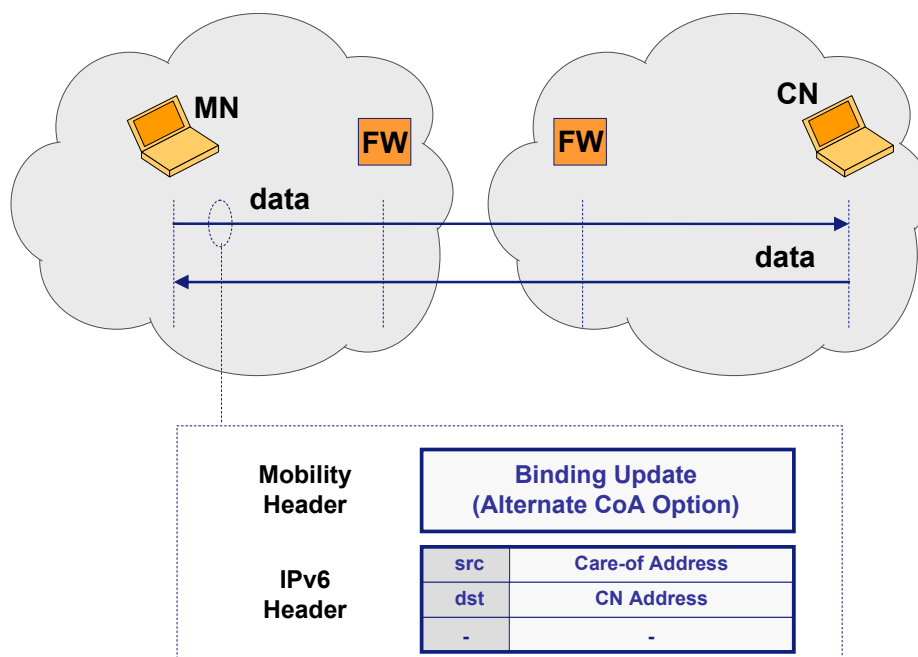 MN
CN
FW
FW
data
data
Mobility
Header
Binding Update
(Alternate CoA Option)
IPv6
Header
src Care-of Address
dst CN Address
- -